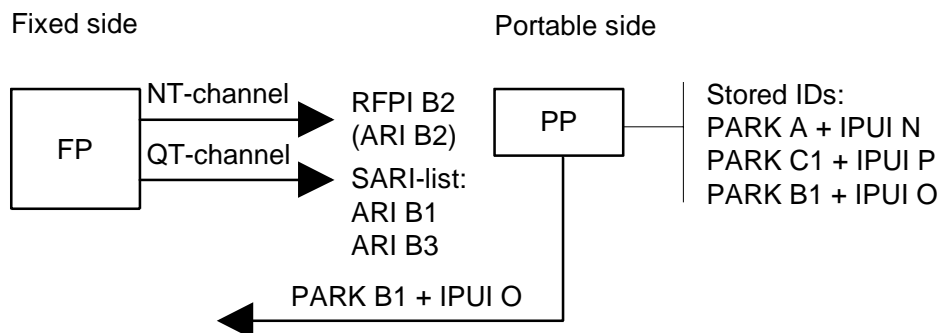 Fixed side
Portable side
FP
NT-channel
QT-channel
RFPI B2
(ARI B2)
SARI-list:
ARI B1
ARI B3
PP
Stored IDs:
PARK A + IPUI N
PARK C1 + IPUI P
PARK B1 + IPUI O
PARK B1 + IPUI O